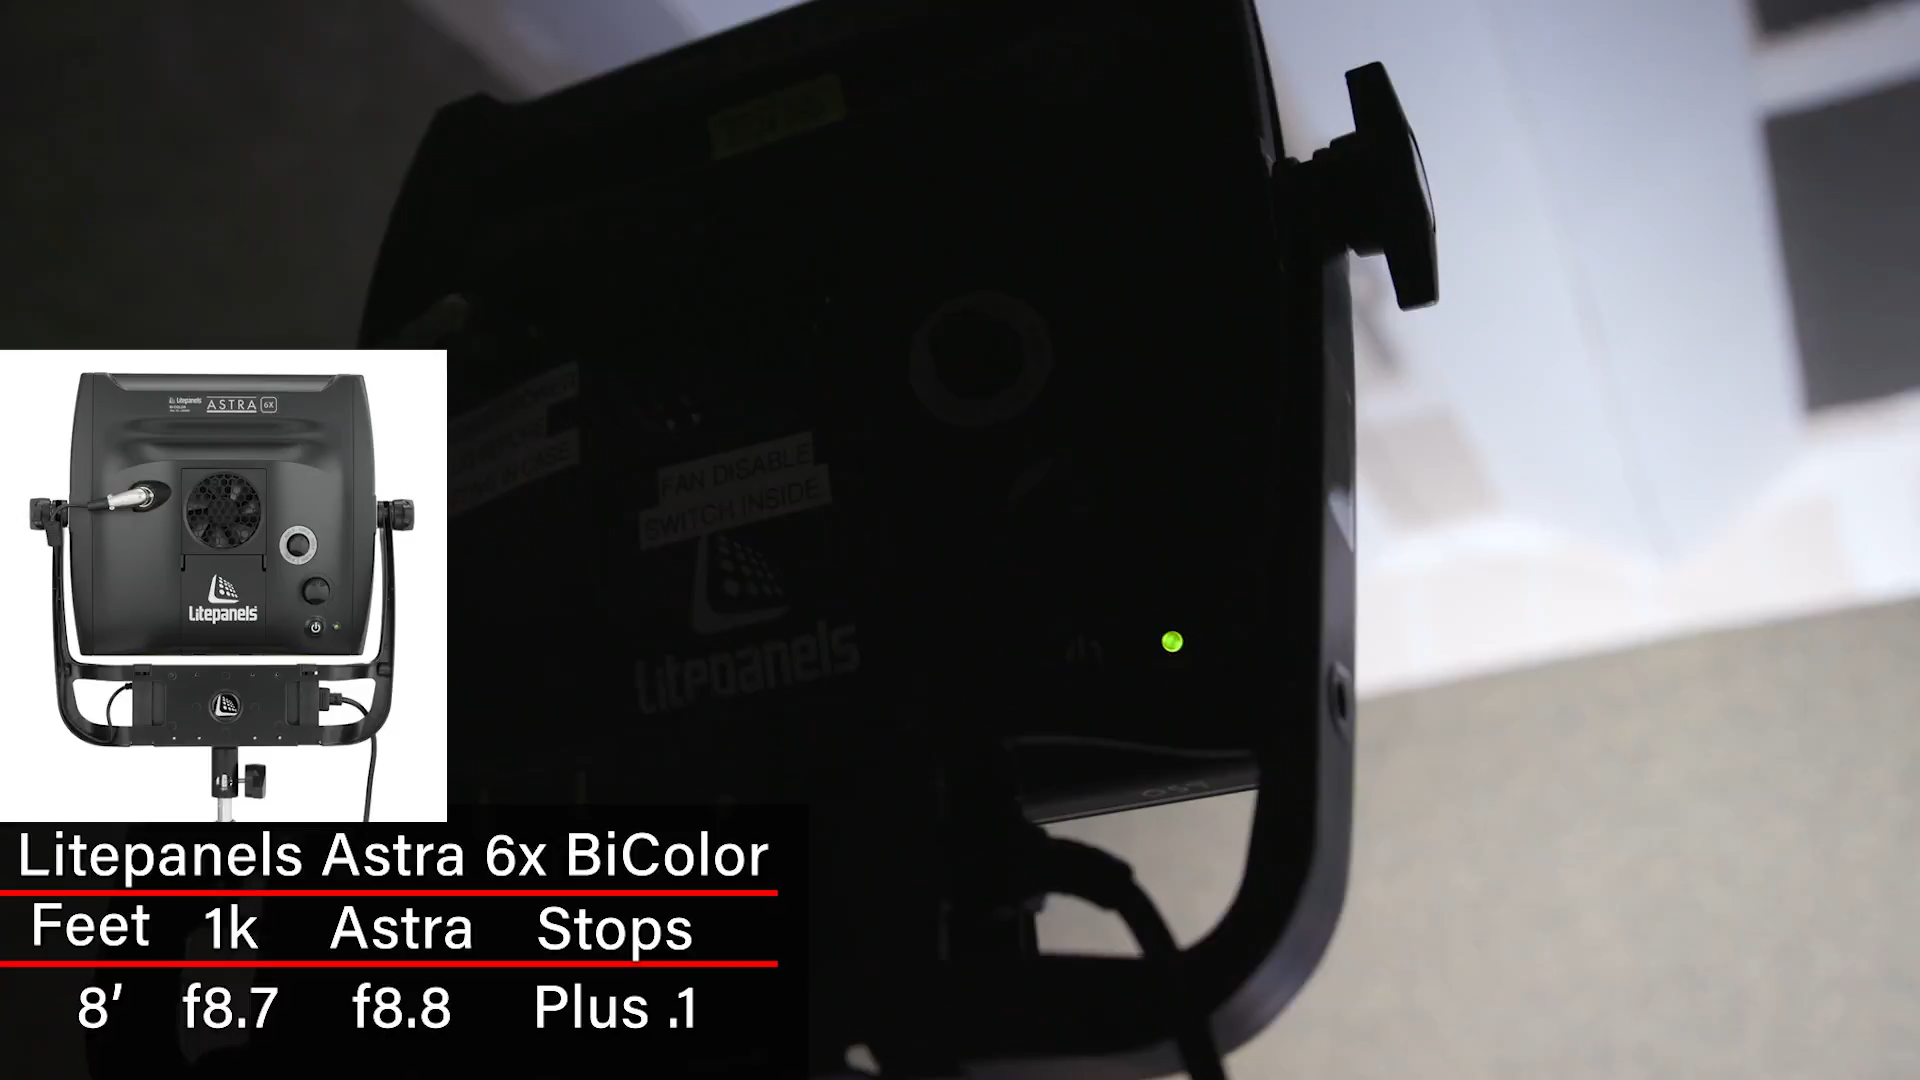 FAN DISABLE
SWITCH INSIDE
Litepanels
Litepanels
ASTRA 6X
Litepanels
Litepanels Astra 6x BiColor
Feet 1k Astra Stops
8’ f8.7 f8.8 Plus .1